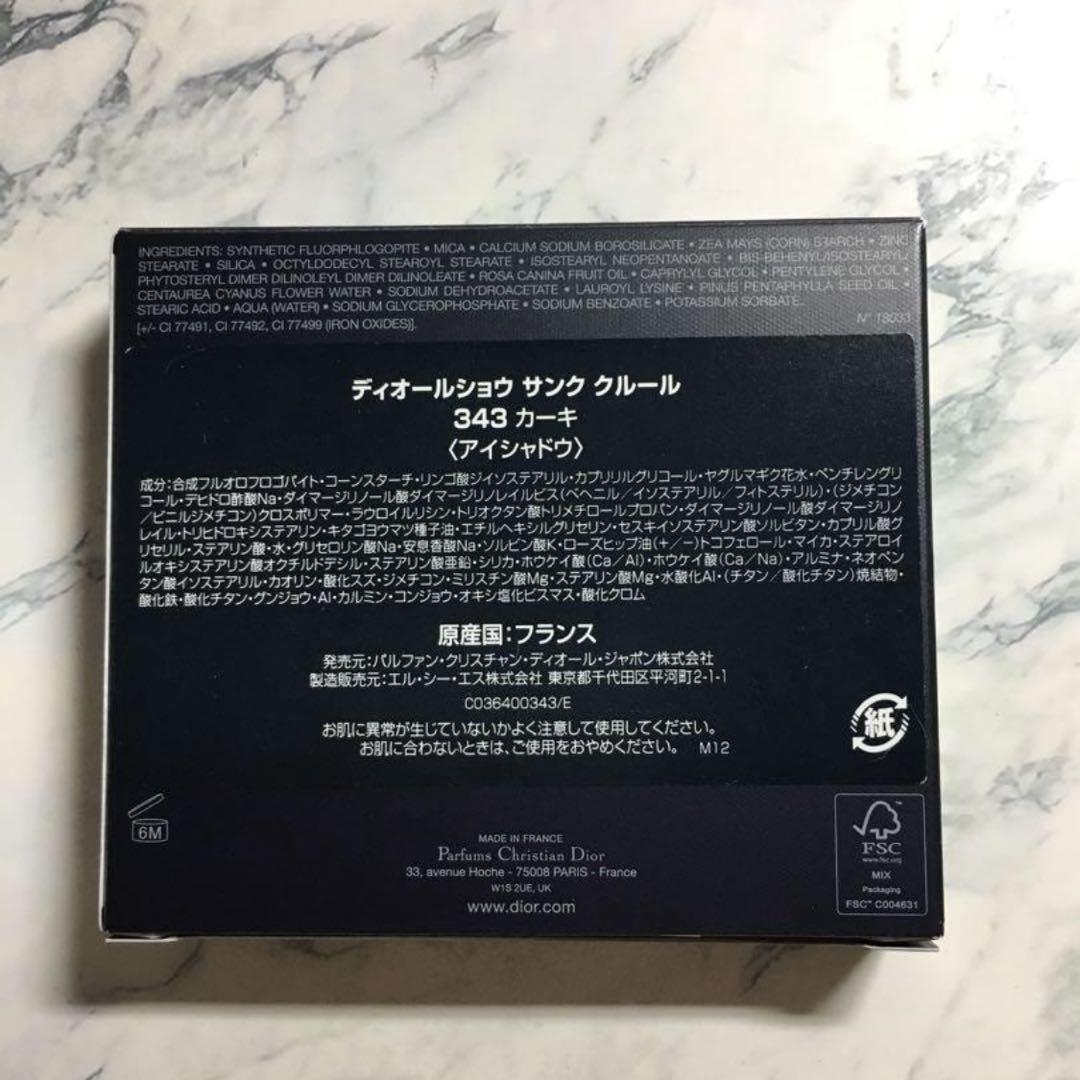 INGREDIENTS: SYNTHETIC FLUORPHLOGOPITE • MICA • CALCIUM SODIUM BOROSILICATE • ZEA MAYS (CORN) STARCH • ZINC
STEARATE • SILICA • OCTYLDODECYL STEAROYL STEARATE • ISOSTEARYL NEOPENTANOATE • BIS-BEHENYL/ISOSTEARYL/
PHYTOSTERYL DIMER DILINOLEYL DIMER DILINOLEATE • ROSA CANINA FRUIT OIL • CAPRYLYL GLYCOL • PENTYLENE GLYCOL •
CENTAUREA CYANUS FLOWER WATER • SODIUM DEHYDROACETATE • LAUROYL LYSINE • PINUS PENTAPHYLLA SEED OIL •
STEARIC ACID • AQUA (WATER) • SODIUM GLYCEROPHOSPHATE • SODIUM BENZOATE • POTASSIUM SORBATE.
[+/- CI 77491, CI 77492, CI 77499 (IRON OXIDES)].
N° 18033
ディオールショウ サンク クルール
343 カーキ
〈アイシャドウ〉
成分:合成フルオロフロゴパイト・コーンスターチ・リンゴ酸ジイソステアリル・カプリリルグリコール・ヤグルマギク花水・ペンチレングリ
コール・デヒドロ酢酸Na・ダイマージリノール酸ダイマージリノレイルビス(ベヘニル/イソステアリル/フィトステリル)・(ジメチコン
/ビニルジメチコン)クロスポリマー・ラウロイルリシン・トリオクタン酸トリメチロールプロパン・ダイマージリノール酸ダイマージリノ
レイル・トリヒドロキシステアリン・キタゴヨウマツ種子油・エチルヘキシルグリセリン・セスキイソステアリン酸ソルビタン・カプリル酸グ
リセリル・ステアリン酸・水・グリセロリン酸Na・安息香酸Na・ソルビン酸K・ローズヒップ油(+/-)トコフェロール・マイカ・ステアロイ
ルオキシステアリン酸オクチルドデシル・ステアリン酸亜鉛・シリカ・ホウケイ酸(Ca/Al)・ホウケイ酸(Ca/Na)・アルミナ・ネオペン
タン酸イソステアリル・カオリン・酸化スズ・ジメチコン・ミリスチン酸Mg・ステアリン酸Mg・水酸化Al・(チタン/酸化チタン)焼結物・
酸化鉄・酸化チタン・グンジョウ・Al・カルミン・コンジョウ・オキシ塩化ビスマス・酸化クロム
原産国:フランス
発売元:パルファン・クリスチャン・ディオール・ジャポン株式会社
製造販売元:エル・シー・エス株式会社 東京都千代田区平河町2-1-1
C036400343/E
お肌に異常が生じていないかよく注意して使用してください。
お肌に合わないときは、ご使用をおやめください。 M12
紙
6M
MADE IN FRANCE
Parfums Christian Dior
33, avenue Hoche - 75008 PARIS - France
W1S 2UE, UK
www.dior.com
FSC
www.fsc.org
MIX
Packaging
FSC™ C004631